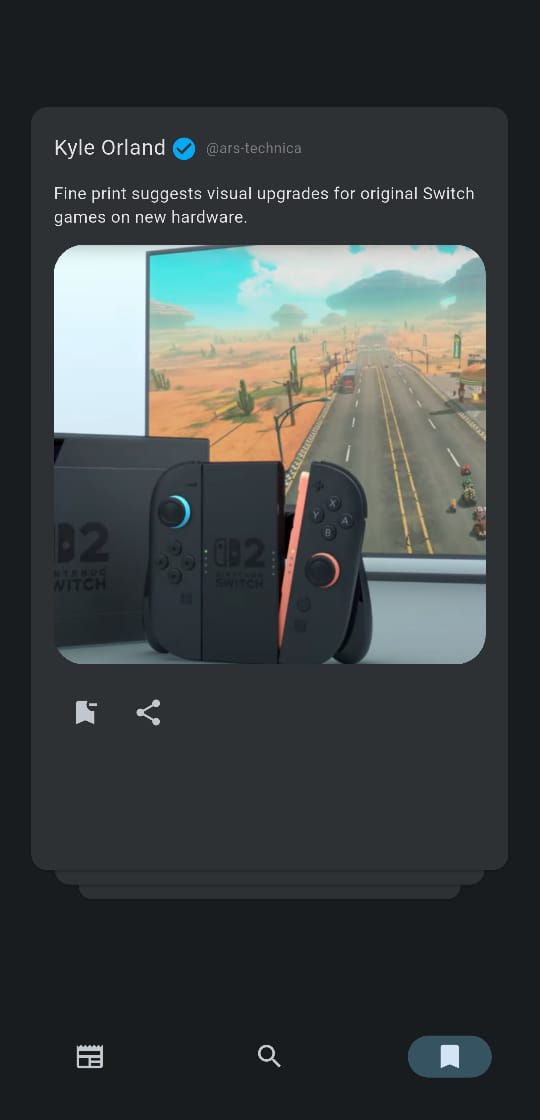 Kyle Orland @ars-technica
Fine print suggests visual upgrades for original Switch
games on new hardware.
2
SWITCH
2
NINTENDO
SWITCH
X
Y
A
B